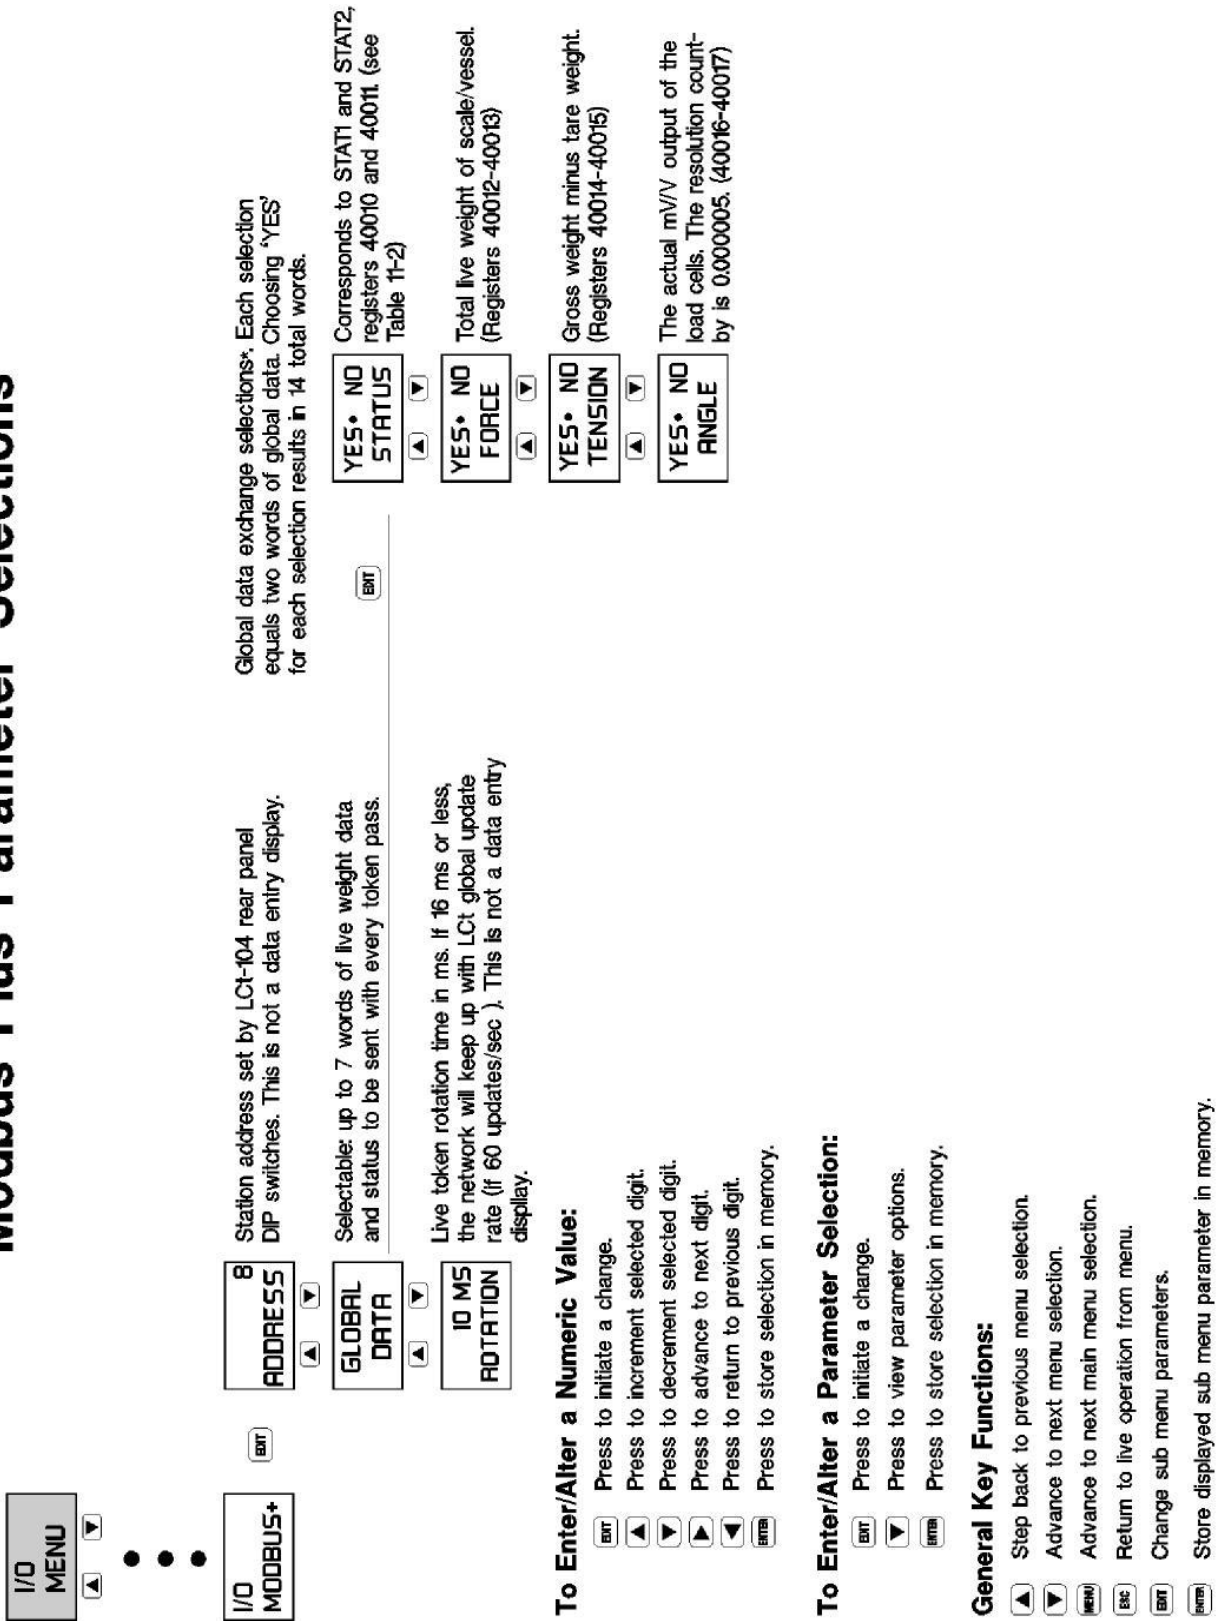 Modbus Plus Parameter Selections
I/O
MENU
I/O
MODBUS+
EDIT
8
ADDRESS
Station address set by LCt-104 rear panel
DIP switches. This is not a data entry display.
GLOBAL
DATA
Selectable: up to 7 words of live weight data
and status to be sent with every token pass.
10 MS
ROTATION
Live token rotation time in ms. If 16 ms or less,
the network will keep up with LCt global update
rate (If 60 updates/sec ). This is not a data entry
displlay.
Global data exchange selections*. Each selection
equals two words of global data. Choosing ‘YES’
for each selection results in 14 total words.
EDIT
YES• NO
STATUS
Corresponds to STAT1 and STAT2,
registers 40010 and 40011. (see
Table 11-2)
YES• NO
FORCE
Total live weight of scale/vessel.
(Registers 40012-40013)
YES• NO
TENSION
Gross weight minus tare weight.
(Registers 40014-40015)
YES• NO
ANGLE
The actual mV/V output of the
load cells. The resolution count-
by is 0.000005. (40016-40017)
To Enter/Alter a Numeric Value:
EDIT Press to initiate a change.
▲ Press to increment selected digit.
▼ Press to decrement selected digit.
▶ Press to advance to next digit.
◀ Press to return to previous digit.
ENTER Press to store selection in memory.
To Enter/Alter a Parameter Selection:
EDIT Press to initiate a change.
▼ Press to view parameter options.
ENTER Press to store selection in memory.
General Key Functions:
▲ Step back to previous menu selection.
▼ Advance to next menu selection.
MENU Advance to next main menu selection.
ESC Return to live operation from menu.
EDIT Change sub menu parameters.
ENTER Store displayed sub menu parameter in memory.